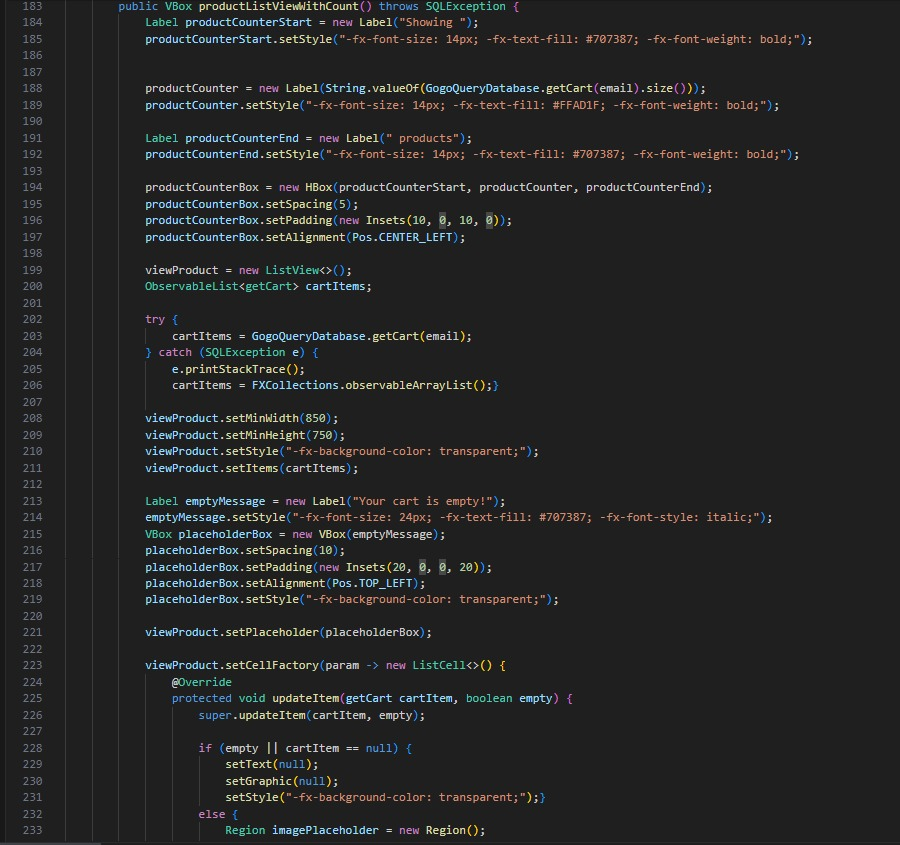 183 public VBox productListViewWithCount() throws SQLException {
184 Label productCounterStart = new Label("Showing ");
185 productCounterStart.setStyle("-fx-font-size: 14px; -fx-text-fill: #707387; -fx-font-weight: bold;");
186
187
188 productCounter = new Label(String.valueOf(GogoQueryDatabase.getCart(email).size()));
189 productCounter.setStyle("-fx-font-size: 14px; -fx-text-fill: #FFAD1F; -fx-font-weight: bold;");
190
191 Label productCounterEnd = new Label(" products");
192 productCounterEnd.setStyle("-fx-font-size: 14px; -fx-text-fill: #707387; -fx-font-weight: bold;");
193
194 productCounterBox = new HBox(productCounterStart, productCounter, productCounterEnd);
195 productCounterBox.setSpacing(5);
196 productCounterBox.setPadding(new Insets(10, 0, 10, 0));
197 productCounterBox.setAlignment(Pos.CENTER_LEFT);
198
199 viewProduct = new ListView<>();
200 ObservableList<getCart> cartItems;
201
202 try {
203 cartItems = GogoQueryDatabase.getCart(email);
204 } catch (SQLException e) {
205 e.printStackTrace();
206 cartItems = FXCollections.observableArrayList();}
207
208 viewProduct.setMinWidth(850);
209 viewProduct.setMinHeight(750);
210 viewProduct.setStyle("-fx-background-color: transparent;");
211 viewProduct.setItems(cartItems);
212
213 Label emptyMessage = new Label("Your cart is empty!");
214 emptyMessage.setStyle("-fx-font-size: 24px; -fx-text-fill: #707387; -fx-font-style: italic;");
215 VBox placeholderBox = new VBox(emptyMessage);
216 placeholderBox.setSpacing(10);
217 placeholderBox.setPadding(new Insets(20, 0, 0, 20));
218 placeholderBox.setAlignment(Pos.TOP_LEFT);
219 placeholderBox.setStyle("-fx-background-color: transparent;");
220
221 viewProduct.setPlaceholder(placeholderBox);
222
223 viewProduct.setCellFactory(param -> new ListCell<>() {
224 @Override
225 protected void updateItem(getCart cartItem, boolean empty) {
226 super.updateItem(cartItem, empty);
227
228 if (empty || cartItem == null) {
229 setText(null);
230 setGraphic(null);
231 setStyle("-fx-background-color: transparent;");}
232 else {
233 Region imagePlaceholder = new Region();